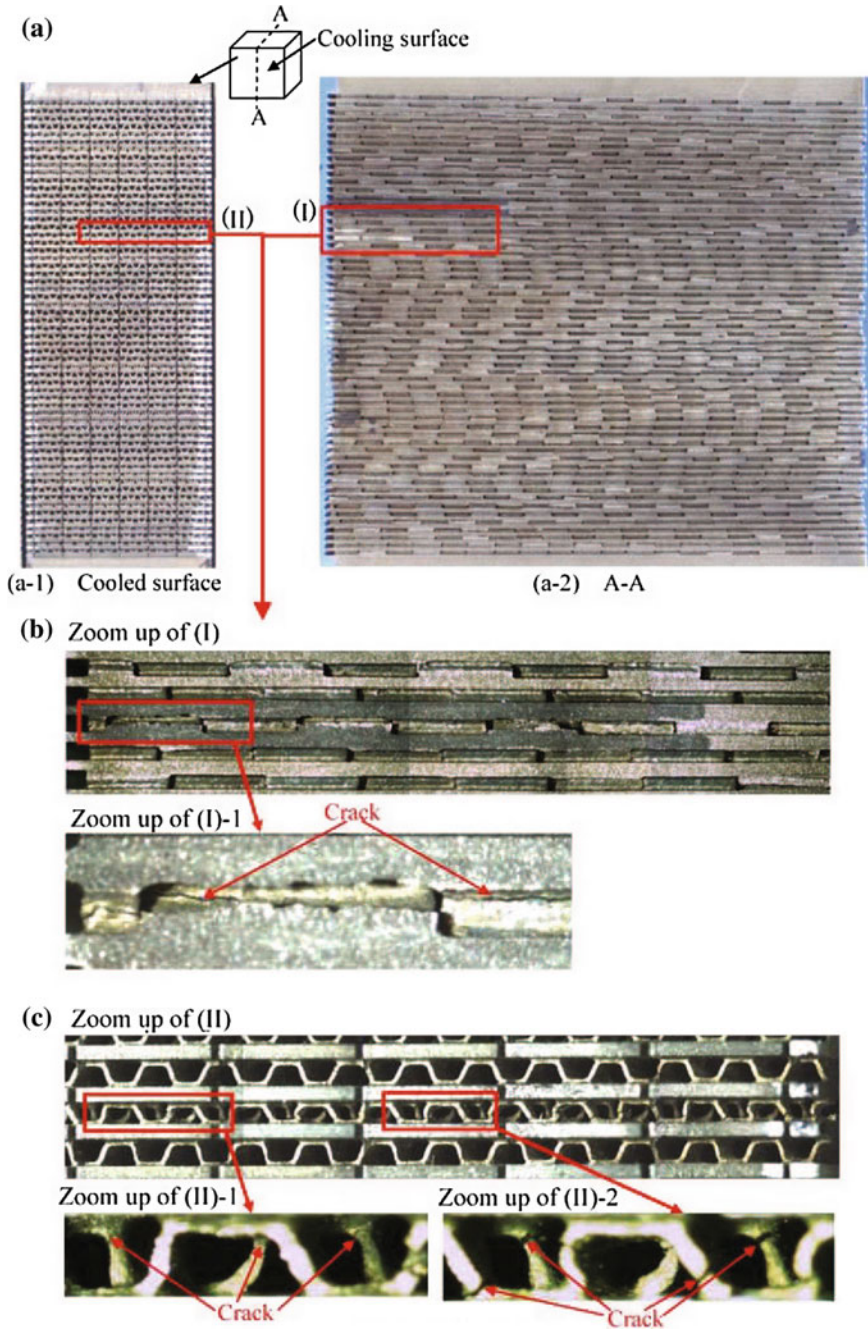 (a)
A
Cooling surface
A
(II)
(I)
(a-1) Cooled surface
(a-2) A-A
(b)
Zoom up of (I)
Zoom up of (I)-1
Crack
(c)
Zoom up of (II)
Zoom up of (II)-1
Zoom up of (II)-2
Crack
Crack